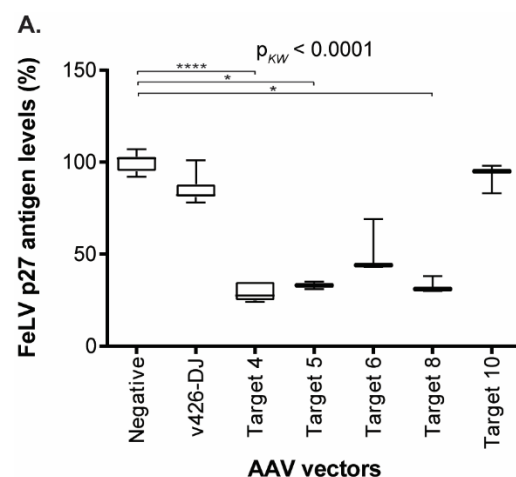 A.
p_KW < 0.0001
****
*
*
FeLV p27 antigen levels (%)
150
100
50
0
Negative
v426-DJ
Target 4
Target 5
Target 6
Target 8
Target 10
AAV vectors